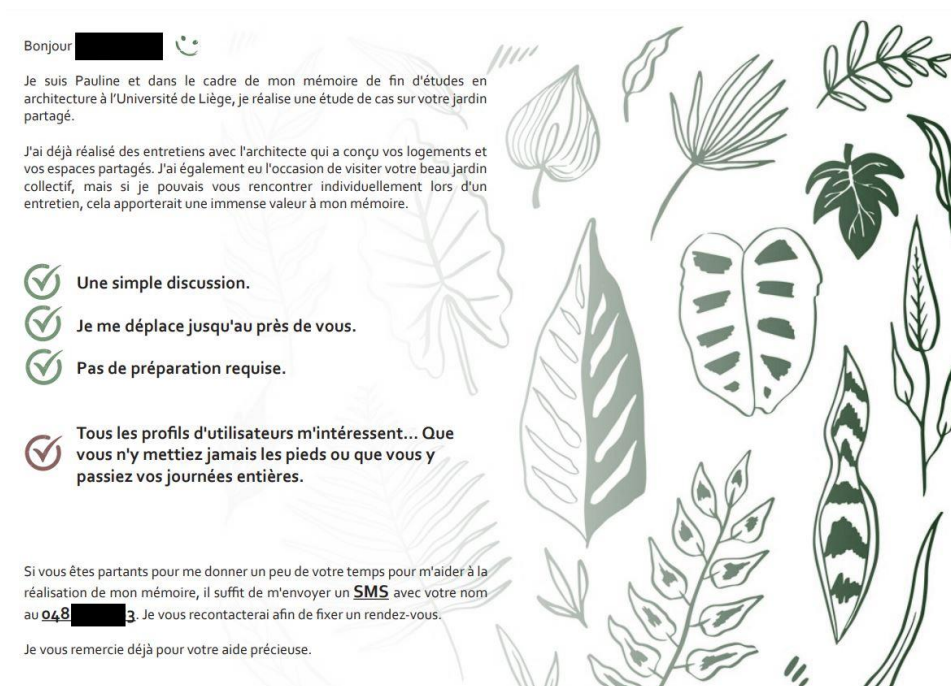 Bonjour
Je suis Pauline et dans le cadre de mon mémoire de fin d'études en
architecture à l'Université de Liège, je réalise une étude de cas sur votre jardin
partagé.
J'ai déjà réalisé des entretiens avec l'architecte qui a conçu vos logements et
vos espaces partagés. J'ai également eu l'occasion de visiter votre beau jardin
collectif, mais si je pouvais vous rencontrer individuellement lors d'un
entretien, cela apporterait une immense valeur à mon mémoire.
Une simple discussion.
Je me déplace jusqu'au près de vous.
Pas de préparation requise.
Tous les profils d'utilisateurs m'intéressent... Que
vous n'y mettiez jamais les pieds ou que vous y
passiez vos journées entières.
Si vous êtes partants pour me donner un peu de votre temps pour m'aider à la
réalisation de mon mémoire, il suffit de m'envoyer un SMS avec votre nom
au 048 3. Je vous recontacterai afin de fixer un rendez-vous.
Je vous remercie déjà pour votre aide précieuse.